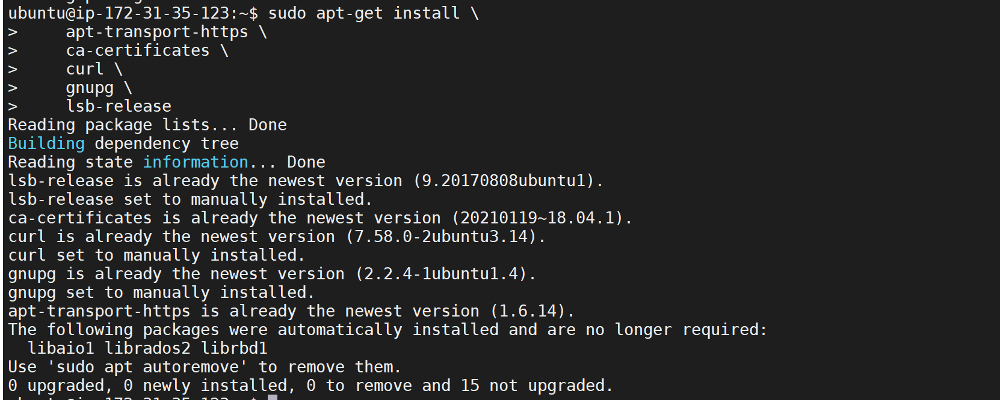 ubuntu@ip-172-31-35-123:~$ sudo apt-get install \
>     apt-transport-https \
>     ca-certificates \
>     curl \
>     gnupg \
>     lsb-release
Reading package lists... Done
Building dependency tree
Reading state information... Done
lsb-release is already the newest version (9.20170808ubuntu1).
lsb-release set to manually installed.
ca-certificates is already the newest version (20210119~18.04.1).
curl is already the newest version (7.58.0-2ubuntu3.14).
curl set to manually installed.
gnupg is already the newest version (2.2.4-1ubuntu1.4).
gnupg set to manually installed.
apt-transport-https is already the newest version (1.6.14).
The following packages were automatically installed and are no longer required:
  libaio1 librados2 librbd1
Use 'sudo apt autoremove' to remove them.
0 upgraded, 0 newly installed, 0 to remove and 15 not upgraded.
ubuntu@ip-172-31-35-123:~$